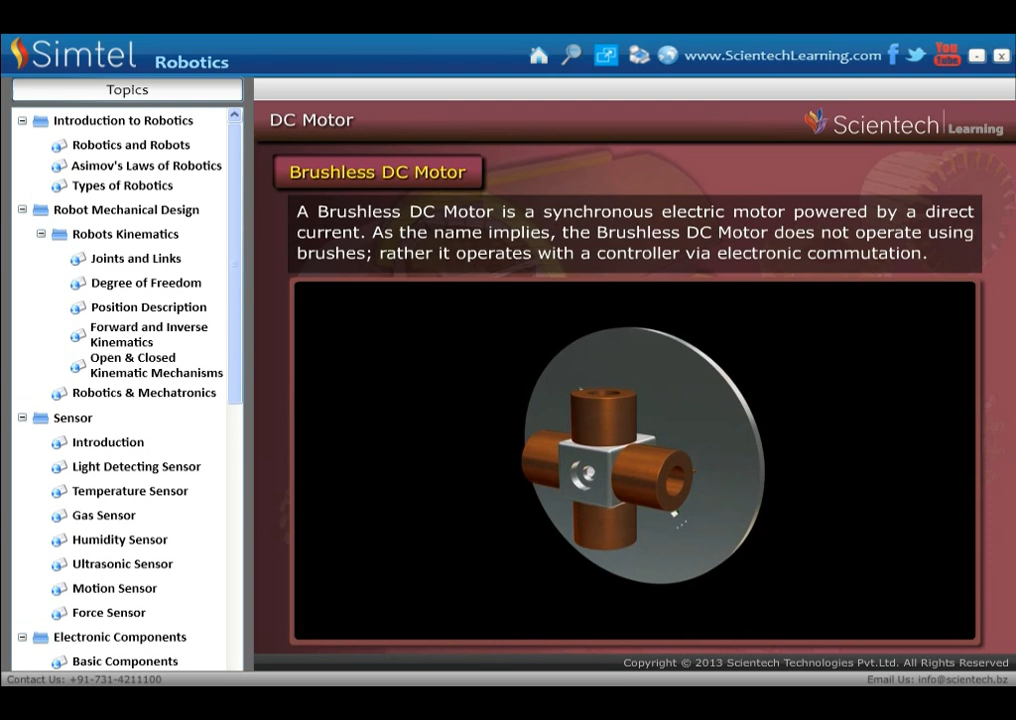 Simtel Robotics
www.ScientechLearning.com
You
Tube
Topics
Introduction to Robotics
Robotics and Robots
Asimov's Laws of Robotics
Types of Robotics
Robot Mechanical Design
Robots Kinematics
Joints and Links
Degree of Freedom
Position Description
Forward and Inverse
Kinematics
Open & Closed
Kinematic Mechanisms
Robotics & Mechatronics
Sensor
Introduction
Light Detecting Sensor
Temperature Sensor
Gas Sensor
Humidity Sensor
Ultrasonic Sensor
Motion Sensor
Force Sensor
Electronic Components
Basic Components
DC Motor
Scientech Learning
Brushless DC Motor
A Brushless DC Motor is a synchronous electric motor powered by a direct
current. As the name implies, the Brushless DC Motor does not operate using
brushes; rather it operates with a controller via electronic commutation.
Copyright © 2013 Scientech Technologies Pvt.Ltd. All Rights Reserved
Contact Us: +91-731-4211100
Email Us: info@scientech.bz